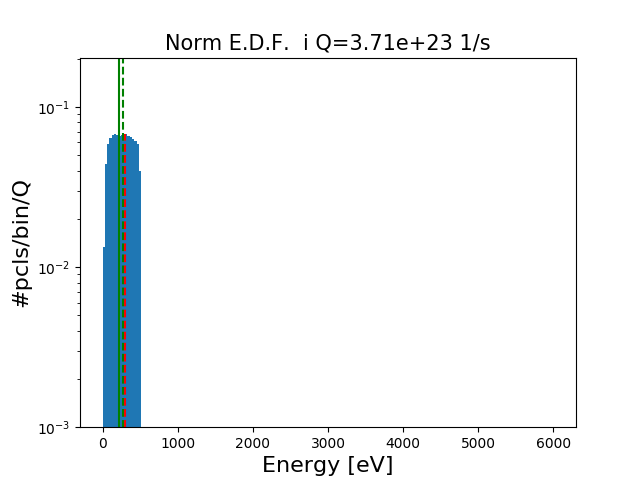 Norm E.D.F.  i Q=3.71e+23 1/s
#pcls/bin/Q
10⁻¹
10⁻²
10⁻³
0 1000 2000 3000 4000 5000 6000
Energy [eV]